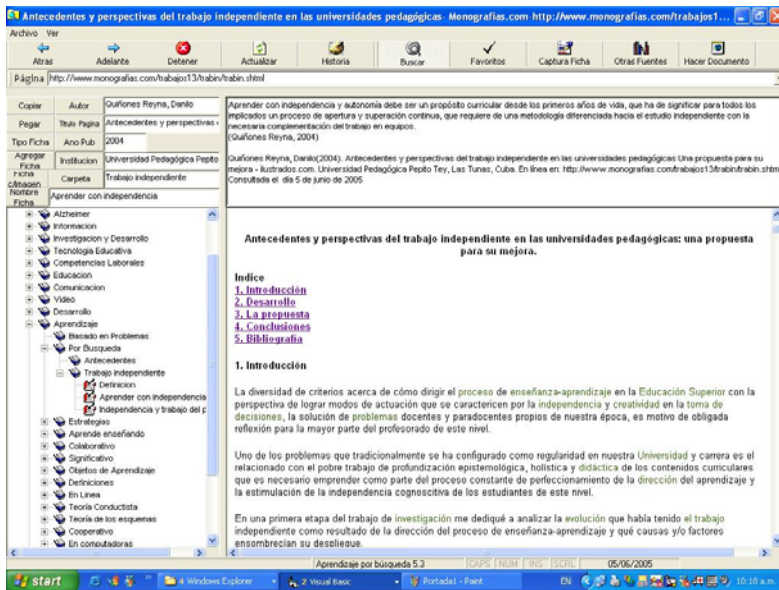 Antecedentes y perspectivas del trabajo independiente en las universidades pedagógicas- Monografias.com-http://www.monografias.com/trabajos1...
Archivo Ver
Atras Adelante Detener Actualizar Historia Buscar Favoritos Captura Ficha Otras Fuentes Hacer Documento
Página http://www.monografias.com/trabajos13/trabin/trabin.shtml
Copiar Autor Quiñones Reyna, Danilo
Pegar Titulo Pagina Antecedentes y perspectivas
Tipo Ficha Ano Pub 2004
Agregar Ficha Institucion Universidad Pedagógica Pepito
Ficha c/Imagen Carpeta Trabajo independiente
Nombre Ficha Aprender con independencia
Aprender con independencia y autonomía debe ser un propósito curricular desde los primeros años de vida, que ha de significar para todos los
implicados un proceso de apertura y superación continua, que requiere de una metodología diferenciada hacia el estudio independiente con la
necesaria complementación del trabajo en equipos.
(Quiñones Reyna, 2004)
Quiñones Reyna, Danilo(2004). Antecedentes y perspectivas del trabajo independiente en las universidades pedagógicas Una propuesta para su
mejora - ilustrados.com. Universidad Pedagógica Pepito Tey, Las Tunas, Cuba. En línea en: http://www.monografias.com/trabajos13/trabin/trabin.shtm
Consultada el día 5 de junio de 2005
Alzheimer
Informacion
Investigacion y Desarrollo
Tecnologia Educativa
Competencias Laborales
Educacion
Comunicacion
Video
Desarrollo
Aprendizaje
Basado en Problemas
Por Busqueda
Antecedentes
Trabajo independiente
Definicion
Aprender con independencia
Independencia y trabajo del p
Estrategias
Aprende enseñando
Colaborativo
Significativo
Objetos de Aprendizaje
Definiciones
En Linea
Teoría Conductista
Teoría de los esquemas
Cooperativo
En computadoras
Antecedentes y perspectivas del trabajo independiente en las universidades pedagógicas: una propuesta
para su mejora.
Indice
1. Introducción
2. Desarrollo
3. La propuesta
4. Conclusiones
5. Bibliografía
1. Introducción
La diversidad de criterios acerca de cómo dirigir el proceso de enseñanza-aprendizaje en la Educación Superior con la
perspectiva de lograr modos de actuación que se caractericen por la independencia y creatividad en la toma de
decisiones, la solución de problemas docentes y paradocentes propios de nuestra época, es motivo de obligada
reflexión para la mayor parte del profesorado de este nivel.
Uno de los problemas que tradicionalmente se ha configurado como regularidad en nuestra Universidad y carrera es el
relacionado con el pobre trabajo de profundización epistemológica, holística y didáctica de los contenidos curriculares
que es necesario emprender como parte del proceso constante de perfeccionamiento de la dirección del aprendizaje y
la estimulación de la independencia cognoscitiva de los estudiantes de este nivel.
En una primera etapa del trabajo de investigación me dediqué a analizar la evolución que había tenido el trabajo
independiente como resultado de la dirección del proceso de enseñanza-aprendizaje y qué causas y/o factores
ensombrecían su despliegue.
Aprendizaje por búsqueda 5.3 CAPS NUM INS SCRL 05/06/2005
start 4 Windows Explorer 2 Visual Basic Portada1 - Paint EN 10:10 a.m.